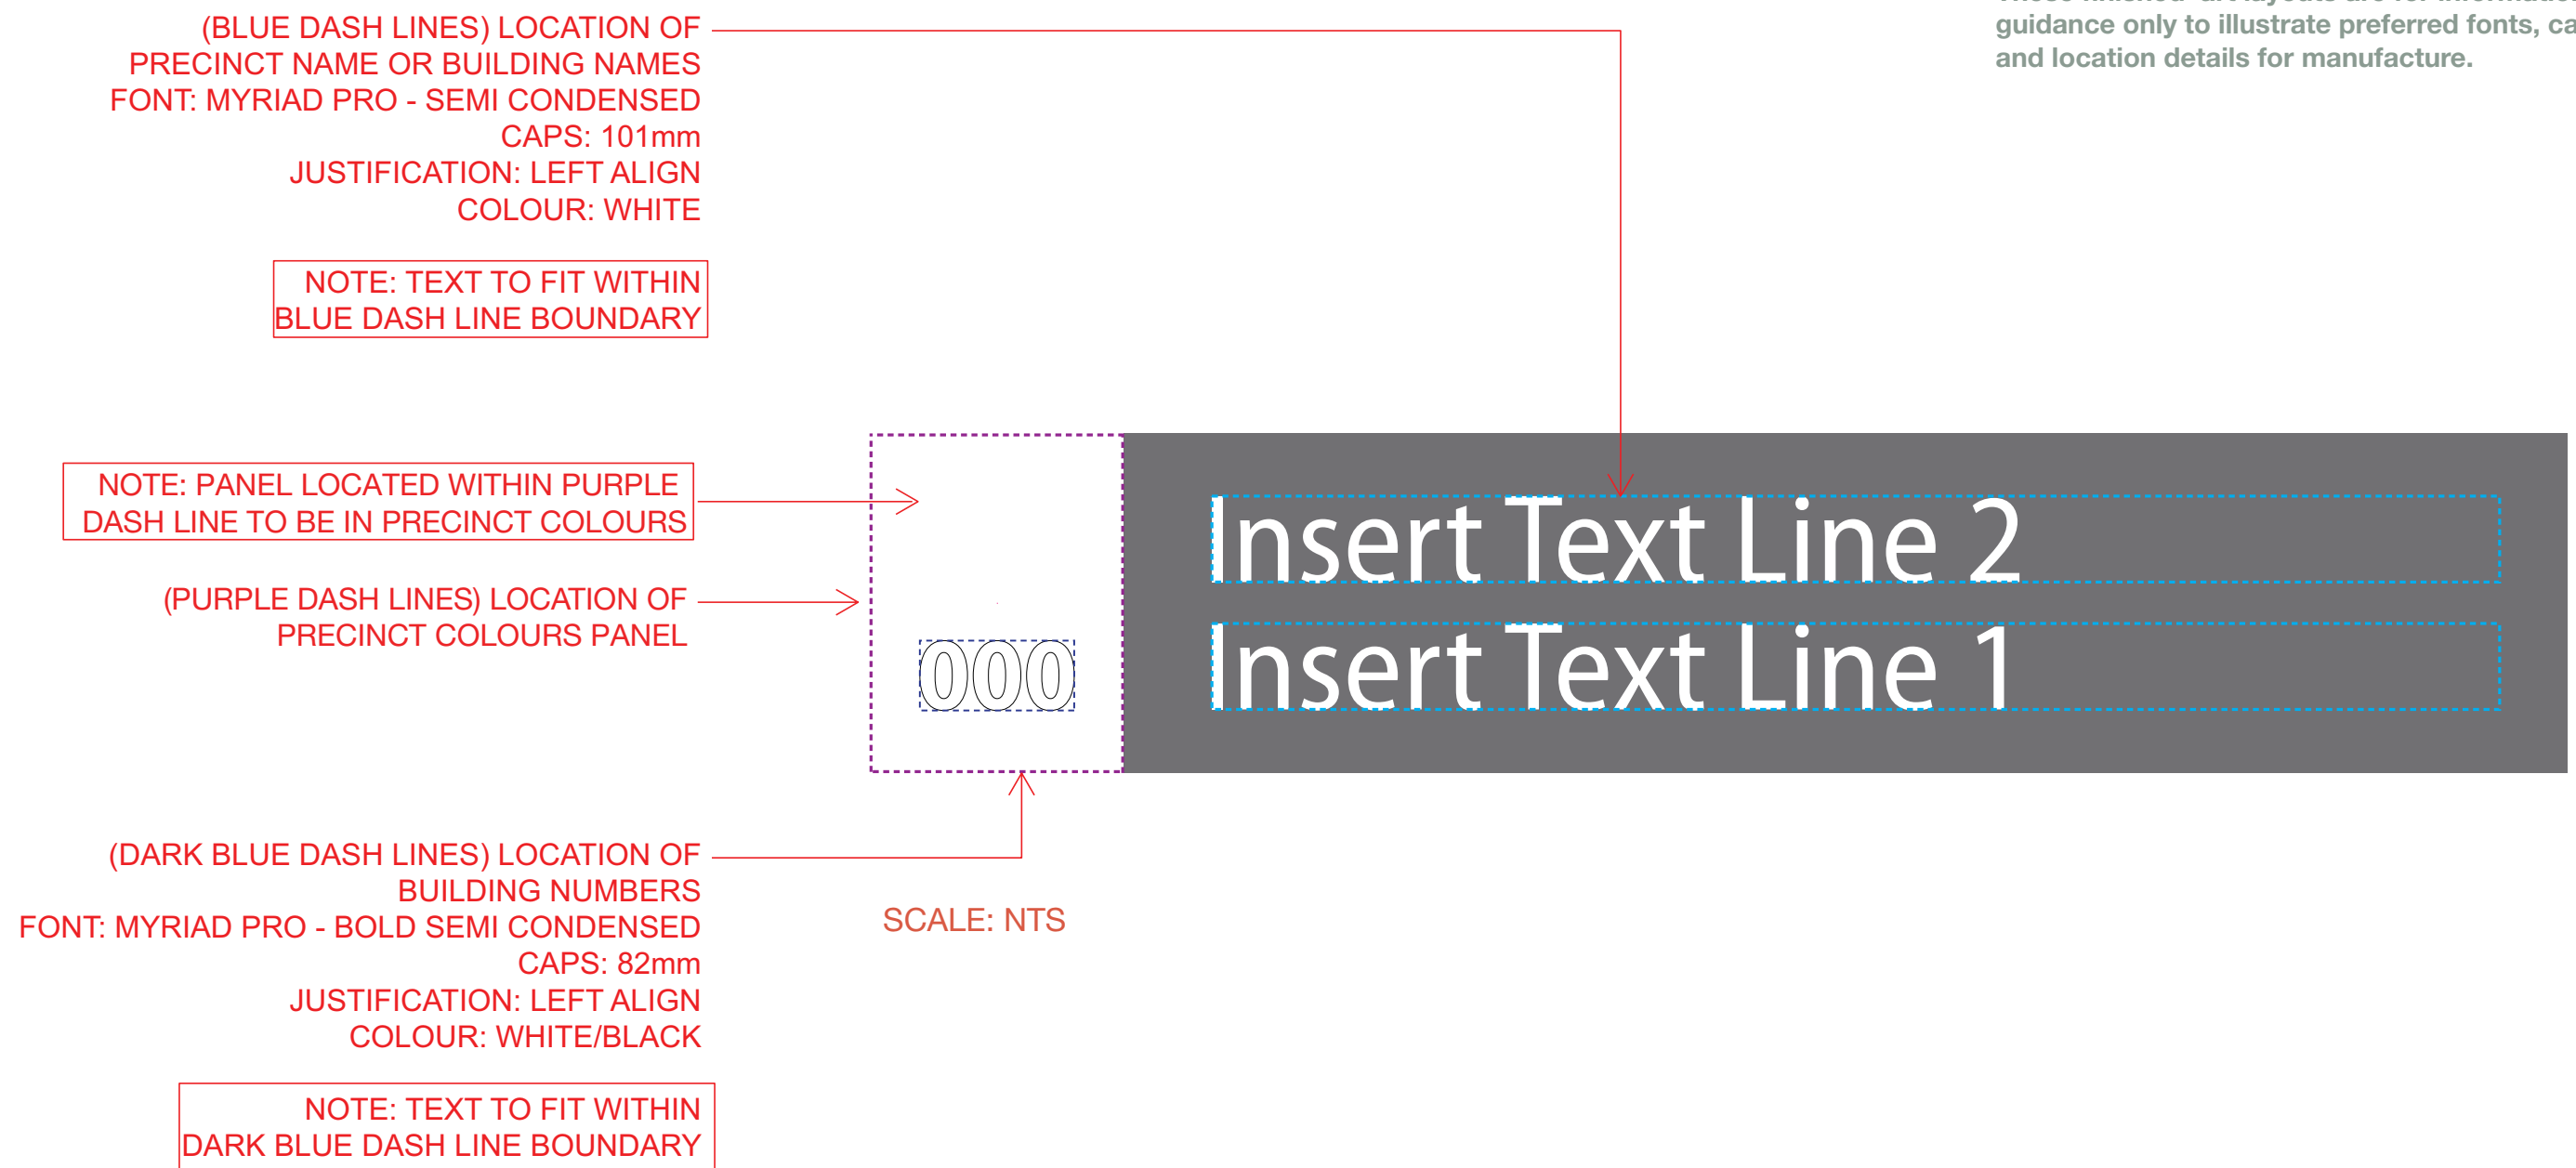 guidance only to illustrate preferred fonts,
and location details for manufacture.
(BLUE DASH LINES) LOCATION OF
PRECINCT NAME OR BUILDING NAMES
FONT: MYRIAD PRO - SEMI CONDENSED
CAPS: 101mm
JUSTIFICATION: LEFT ALIGN
COLOUR: WHITE
NOTE: TEXT TO FIT WITHIN
BLUE DASH LINE BOUNDARY
NOTE: PANEL LOCATED WITHIN PURPLE
DASH LINE TO BE IN PRECINCT COLOURS
(PURPLE DASH LINES) LOCATION OF
PRECINCT COLOURS PANEL
Insert Text Line 2
Insert Text Line 1
000
(DARK BLUE DASH LINES) LOCATION OF
BUILDING NUMBERS
FONT: MYRIAD PRO - BOLD SEMI CONDENSED
CAPS: 82mm
JUSTIFICATION: LEFT ALIGN
COLOUR: WHITE/BLACK
SCALE: NTS
NOTE: TEXT TO FIT WITHIN
DARK BLUE DASH LINE BOUNDARY